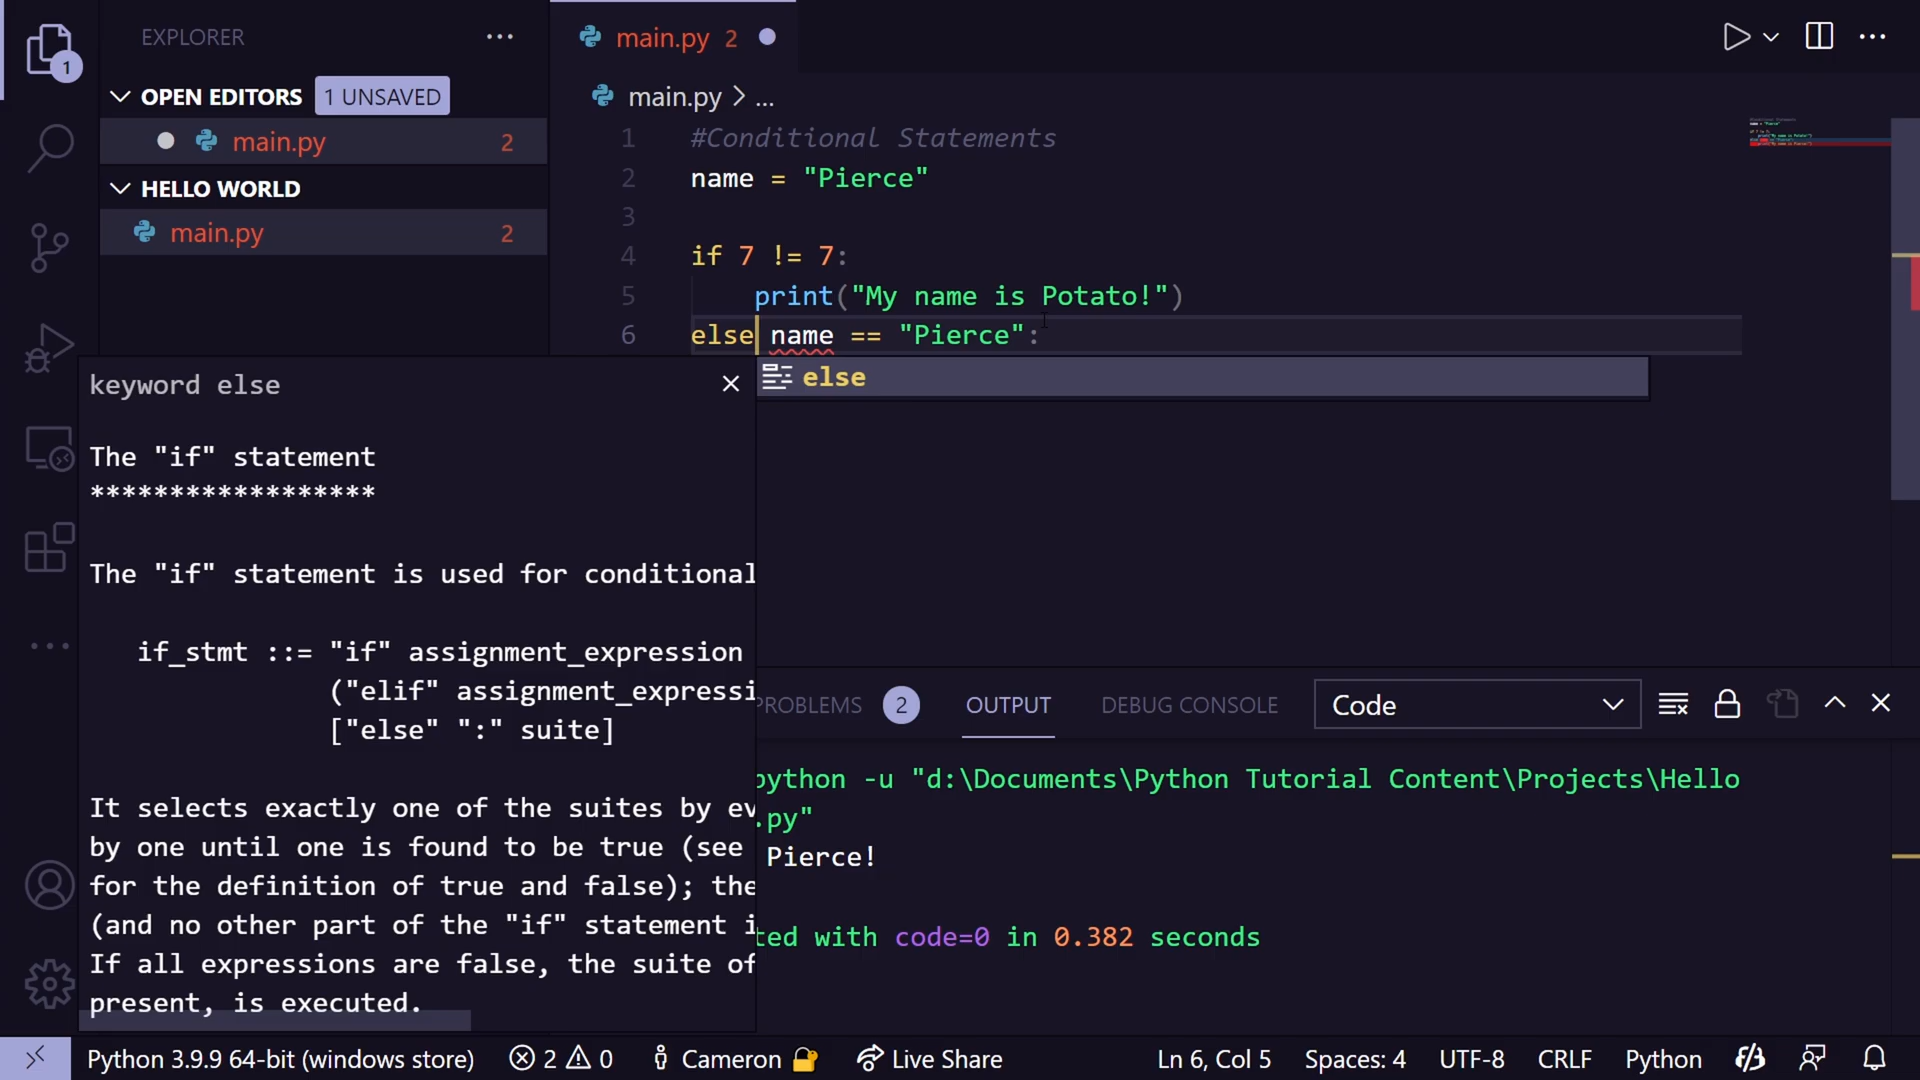 EXPLORER
1
OPEN EDITORS
1 UNSAVED
main.py
2
HELLO WORLD
main.py
2
main.py 2
main.py > ...
1 #Conditional Statements
2 name = "Pierce"
3
4 if 7 != 7:
5 print("My name is Potato!")
6 else name == "Pierce":
else
keyword else
The "if" statement
******************
The "if" statement is used for conditional
if_stmt ::= "if" assignment_expression
("elif" assignment_expressi
["else" ":" suite]
It selects exactly one of the suites by ev
by one until one is found to be true (see
for the definition of true and false); the
(and no other part of the "if" statement i
If all expressions are false, the suite of
present, is executed.
PROBLEMS 2 OUTPUT DEBUG CONSOLE Code
python -u "d:\Documents\Python Tutorial Content\Projects\Hello
.py"
Pierce!
ted with code=0 in 0.382 seconds
Python 3.9.9 64-bit (windows store) 2 0 Cameron Live Share Ln 6, Col 5 Spaces: 4 UTF-8 CRLF Python